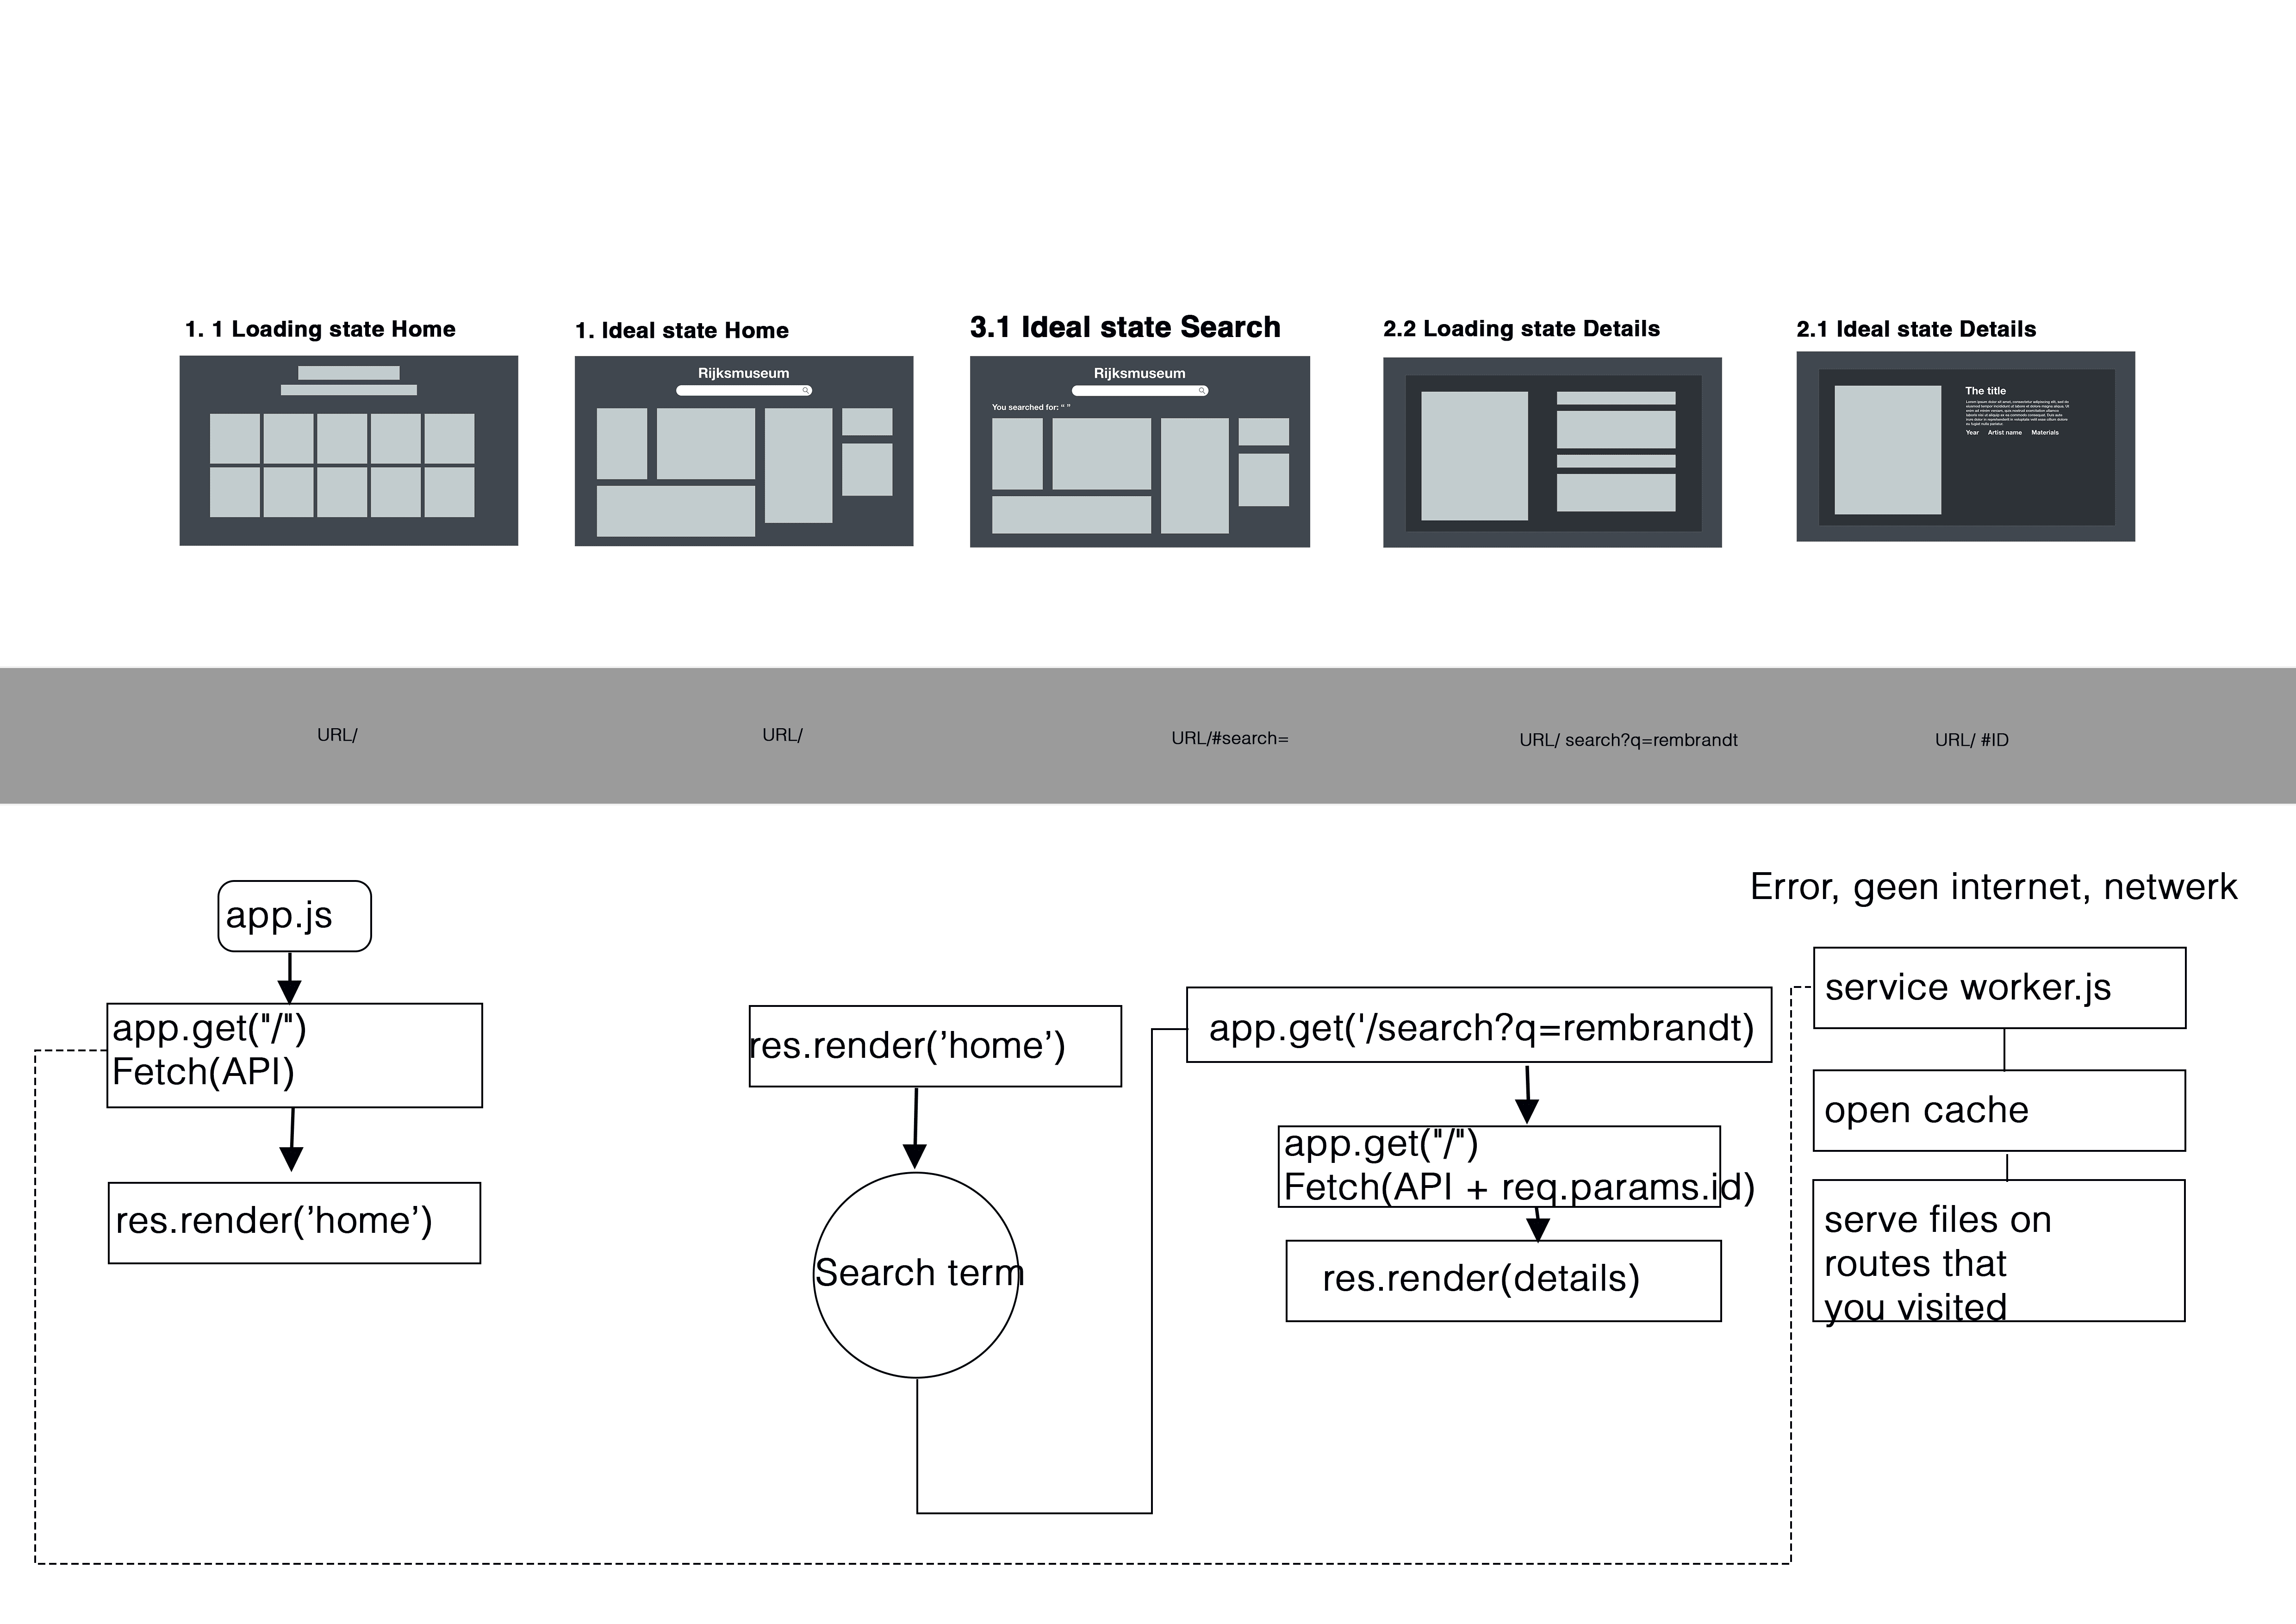 1. 1 Loading state Home
1. Ideal state Home
3.1 Ideal state Search
2.2 Loading state Details
2.1 Ideal state Details
Rijksmuseum
Rijksmuseum
You searched for: “ ”
The title
Year Artist name Materials
URL/
URL/
URL/#search=
URL/ search?q=rembrandt
URL/ #ID
app.js
app.get("/")
Fetch(API)
res.render(’home’)
res.render(’home’)
Search term
app.get('/search?q=rembrandt)
app.get("/")
Fetch(API + req.params.id)
res.render(details)
Error, geen internet, netwerk
service worker.js
open cache
serve files on
routes that
you visited